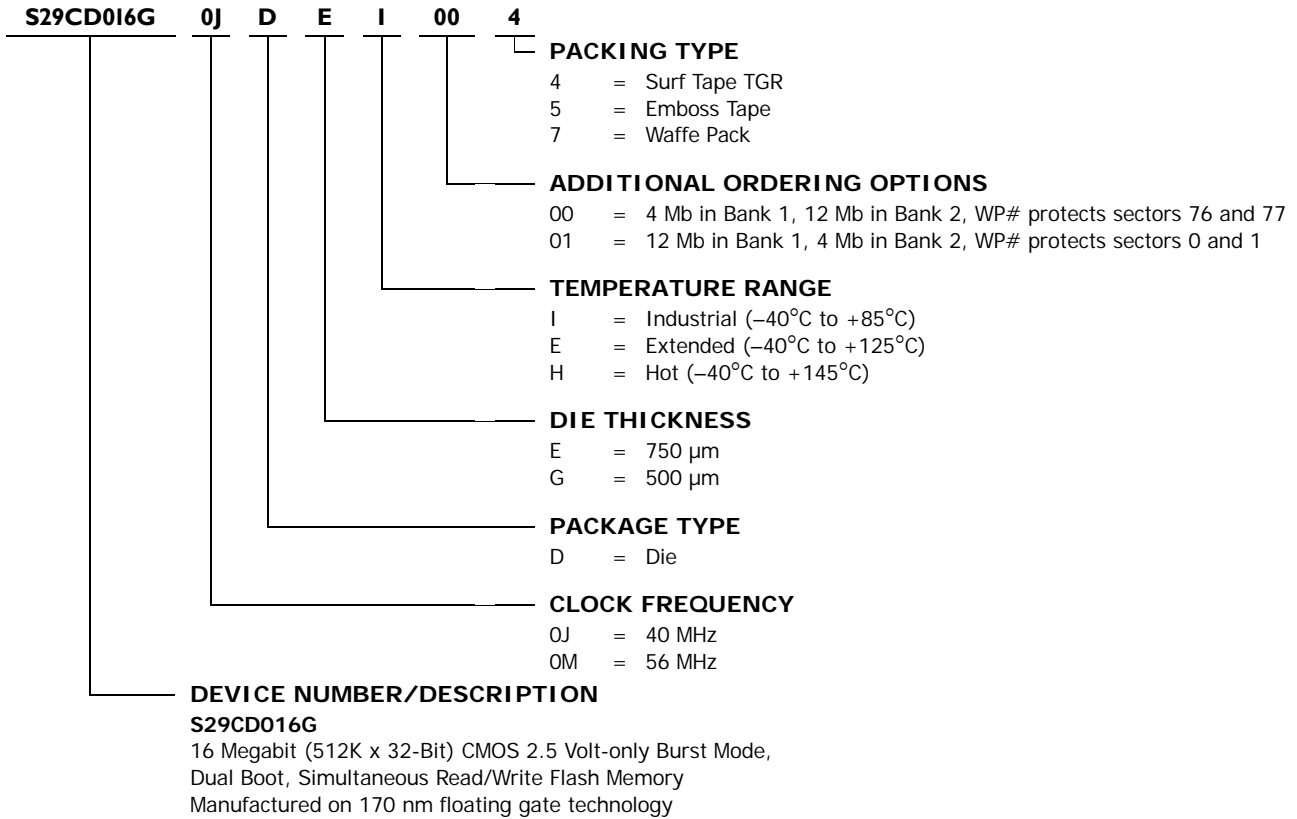 S29CD016G 0J D E I 00 4
PACKING TYPE
4 = Surf Tape TGR
5 = Emboss Tape
7 = Waffe Pack
ADDITIONAL ORDERING OPTIONS
00 = 4 Mb in Bank 1, 12 Mb in Bank 2, WP# protects sectors 76 and 77
01 = 12 Mb in Bank 1, 4 Mb in Bank 2, WP# protects sectors 0 and 1
TEMPERATURE RANGE
I = Industrial (–40°C to +85°C)
E = Extended (–40°C to +125°C)
H = Hot (–40°C to +145°C)
DIE THICKNESS
E = 750 µm
G = 500 µm
PACKAGE TYPE
D = Die
CLOCK FREQUENCY
0J = 40 MHz
0M = 56 MHz
DEVICE NUMBER/DESCRIPTION
S29CD016G
16 Megabit (512K x 32-Bit) CMOS 2.5 Volt-only Burst Mode,
Dual Boot, Simultaneous Read/Write Flash Memory
Manufactured on 170 nm floating gate technology